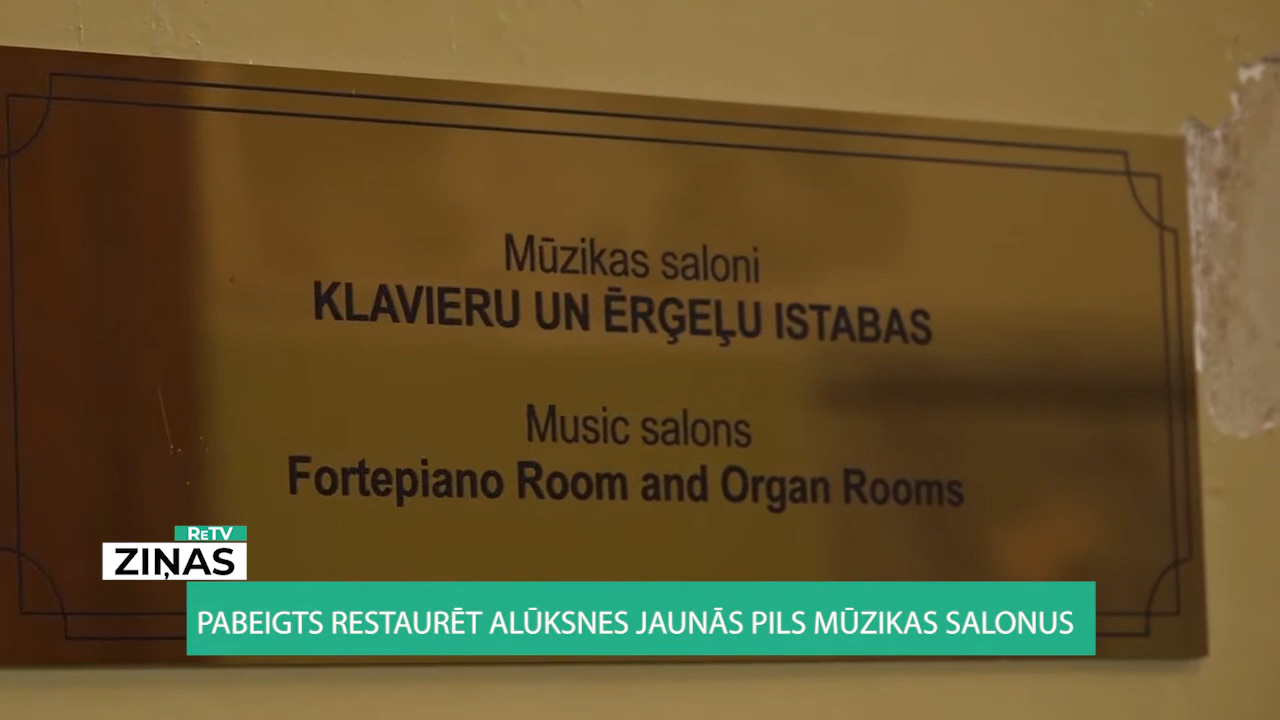 Mūzikas saloni
KLAVIERU UN ĒRĢEĻU ISTABAS
Music salons
Fortepiano Room and Organ Rooms
RETV
ZIŅAS
PABEIGTS RESTAURĒT ALŪKSNES JAUNĀS PILS MŪZIKAS SALONUS